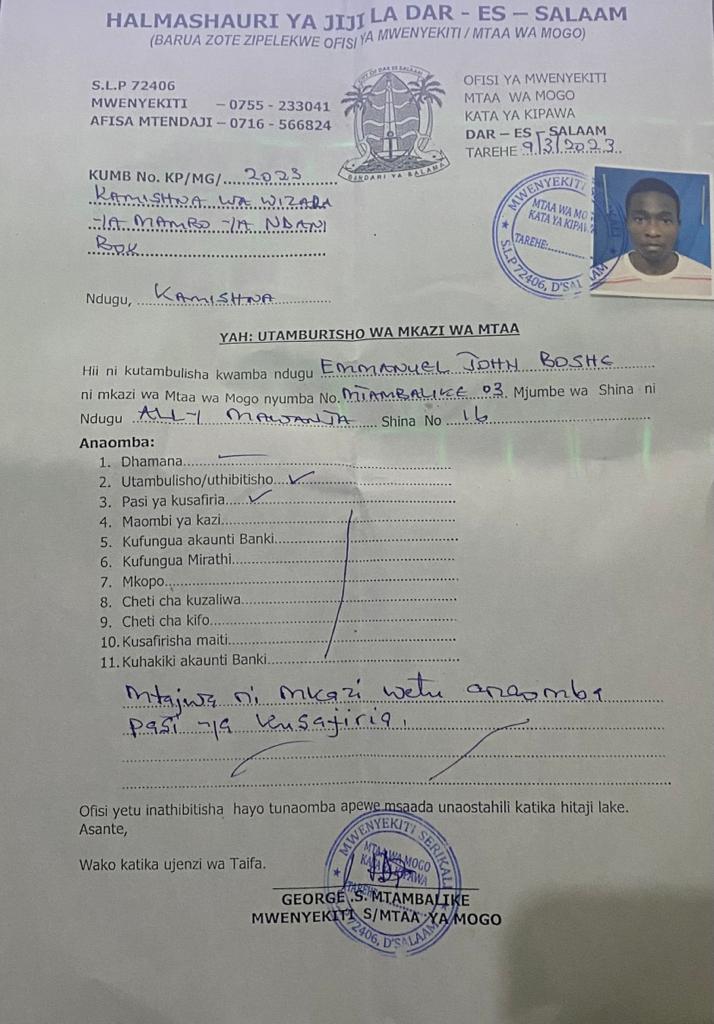 HALMASHAURI YA JIJI LA DAR - ES – SALAAM
(BARUA ZOTE ZIPELEKWE OFISI YA MWENYEKITI / MTAA WA MOGO)
S.L.P 72406
MWENYEKITI – 0755 - 233041
AFISA MTENDAJI – 0716 - 566824
CITY OF DAR ES SALAAM
BANDARI YA SALAMA
OFISI YA MWENYEKITI
MTAA WA MOGO
KATA YA KIPAWA
DAR – ES – SALAAM
TAREHE 9/3/2023
KUMB No. KP/MG/ 2023
KAMISHNA WA WIZARA
YA MAMBO YA NDANI
MWENYEKITI
MTAA WA MO
KATA YA KIPAW
TAREHE:
S.L.P 72406, D'SALAAM
Ndugu, KAMISHNA
YAH: UTAMBURISHO WA MKAZI WA MTAA
Hii ni kutambulisha kwamba ndugu EMMANUEL JOHN BOSHE
ni mkazi wa Mtaa wa Mogo nyumba No. MTAMBALIKE 03. Mjumbe wa Shina ni
Ndugu ALLY MAWANJA Shina No 16
Anaomba:
1. Dhamana
2. Utambulisho/uthibitisho ✓
3. Pasi ya kusafiria ✓
4. Maombi ya kazi
5. Kufungua akaunti Banki
6. Kufungua Mirathi
7. Mkopo
8. Cheti cha kuzaliwa
9. Cheti cha kifo
10. Kusafirisha maiti
11. Kuhakiki akaunti Banki
Mtajwa ni mkazi wetu anaomba
pasi ya kusafiria.
Ofisi yetu inathibitisha hayo tunaomba apewe msaada unaostahili katika hitaji lake.
Asante,
Wako katika ujenzi wa Taifa.
MWENYEKITI SERIKALI
MTAA WA MOGO
KATA KIPAWA
TAREHE
72406, D'SALAAM
GEORGE .S. MTAMBALIKE
MWENYEKITI S/MTAA YA MOGO